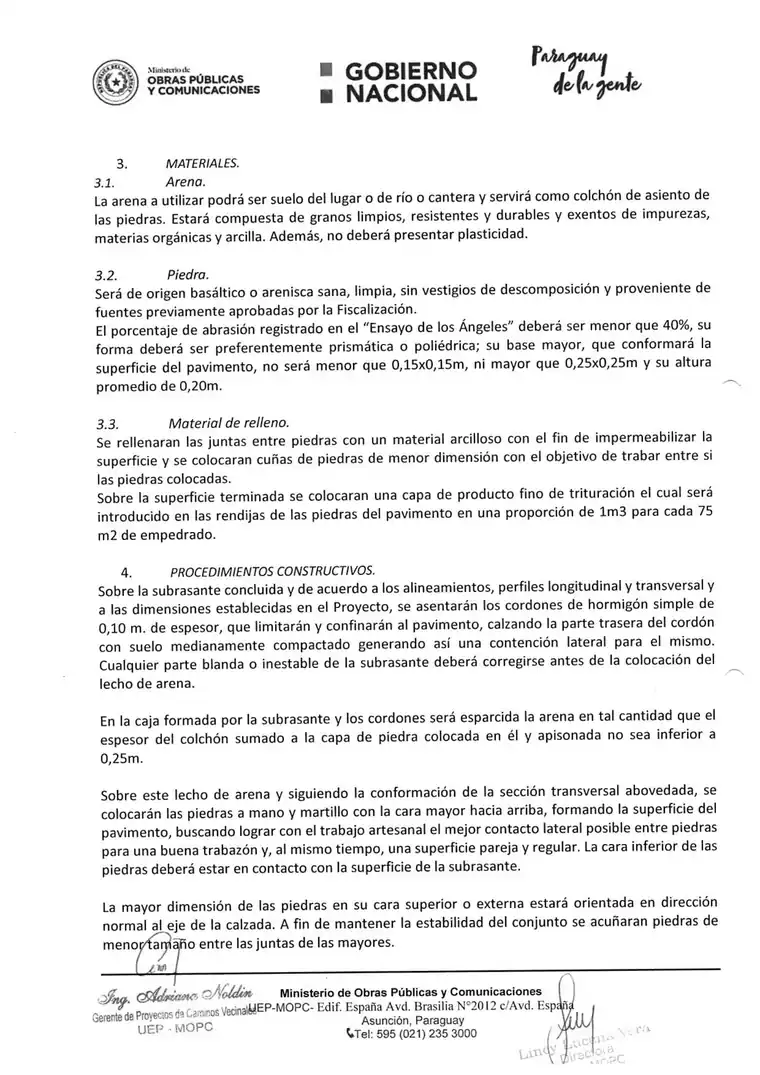 Ministerio de
OBRAS PÚBLICAS
Y COMUNICACIONES
GOBIERNO
NACIONAL
Paraguay
de la gente
3. MATERIALES.
3.1. Arena.
La arena a utilizar podrá ser suelo del lugar o de río o cantera y servirá como colchón de asiento de
las piedras. Estará compuesta de granos limpios, resistentes y durables y exentos de impurezas,
materias orgánicas y arcilla. Además, no deberá presentar plasticidad.
3.2. Piedra.
Será de origen basáltico o arenisca sana, limpia, sin vestigios de descomposición y proveniente de
fuentes previamente aprobadas por la Fiscalización.
El porcentaje de abrasión registrado en el “Ensayo de los Ángeles” deberá ser menor que 40%, su
forma deberá ser preferentemente prismática o poliédrica; su base mayor, que conformará la
superficie del pavimento, no será menor que 0,15x0,15m, ni mayor que 0,25x0,25m y su altura
promedio de 0,20m.
3.3. Material de relleno.
Se rellenaran las juntas entre piedras con un material arcilloso con el fin de impermeabilizar la
superficie y se colocaran cuñas de piedras de menor dimensión con el objetivo de trabar entre si
las piedras colocadas.
Sobre la superficie terminada se colocaran una capa de producto fino de trituración el cual será
introducido en las rendijas de las piedras del pavimento en una proporción de 1m3 para cada 75
m2 de empedrado.
4. PROCEDIMIENTOS CONSTRUCTIVOS.
Sobre la subrasante concluida y de acuerdo a los alineamientos, perfiles longitudinal y transversal y
a las dimensiones establecidas en el Proyecto, se asentarán los cordones de hormigón simple de
0,10 m. de espesor, que limitarán y confinarán al pavimento, calzando la parte trasera del cordón
con suelo medianamente compactado generando así una contención lateral para el mismo.
Cualquier parte blanda o inestable de la subrasante deberá corregirse antes de la colocación del
lecho de arena.
En la caja formada por la subrasante y los cordones será esparcida la arena en tal cantidad que el
espesor del colchón sumado a la capa de piedra colocada en él y apisonada no sea inferior a
0,25m.
Sobre este lecho de arena y siguiendo la conformación de la sección transversal abovedada, se
colocarán las piedras a mano y martillo con la cara mayor hacia arriba, formando la superficie del
pavimento, buscando lograr con el trabajo artesanal el mejor contacto lateral posible entre piedras
para una buena trabazón y, al mismo tiempo, una superficie pareja y regular. La cara inferior de las
piedras deberá estar en contacto con la superficie de la subrasante.
La mayor dimensión de las piedras en su cara superior o externa estará orientada en dirección
normal al eje de la calzada. A fin de mantener la estabilidad del conjunto se acuñaran piedras de
menor tamaño entre las juntas de las mayores.
Ing. Adriana Noldin
Gerente de Proyectos de Caminos Vecinales
UEP - MOPC
Ministerio de Obras Públicas y Comunicaciones
UEP-MOPC- Edif. España Avd. Brasilia N°2012 c/Avd. España
Asunción, Paraguay
Tel: 595 (021) 235 3000
Directora
MOPC